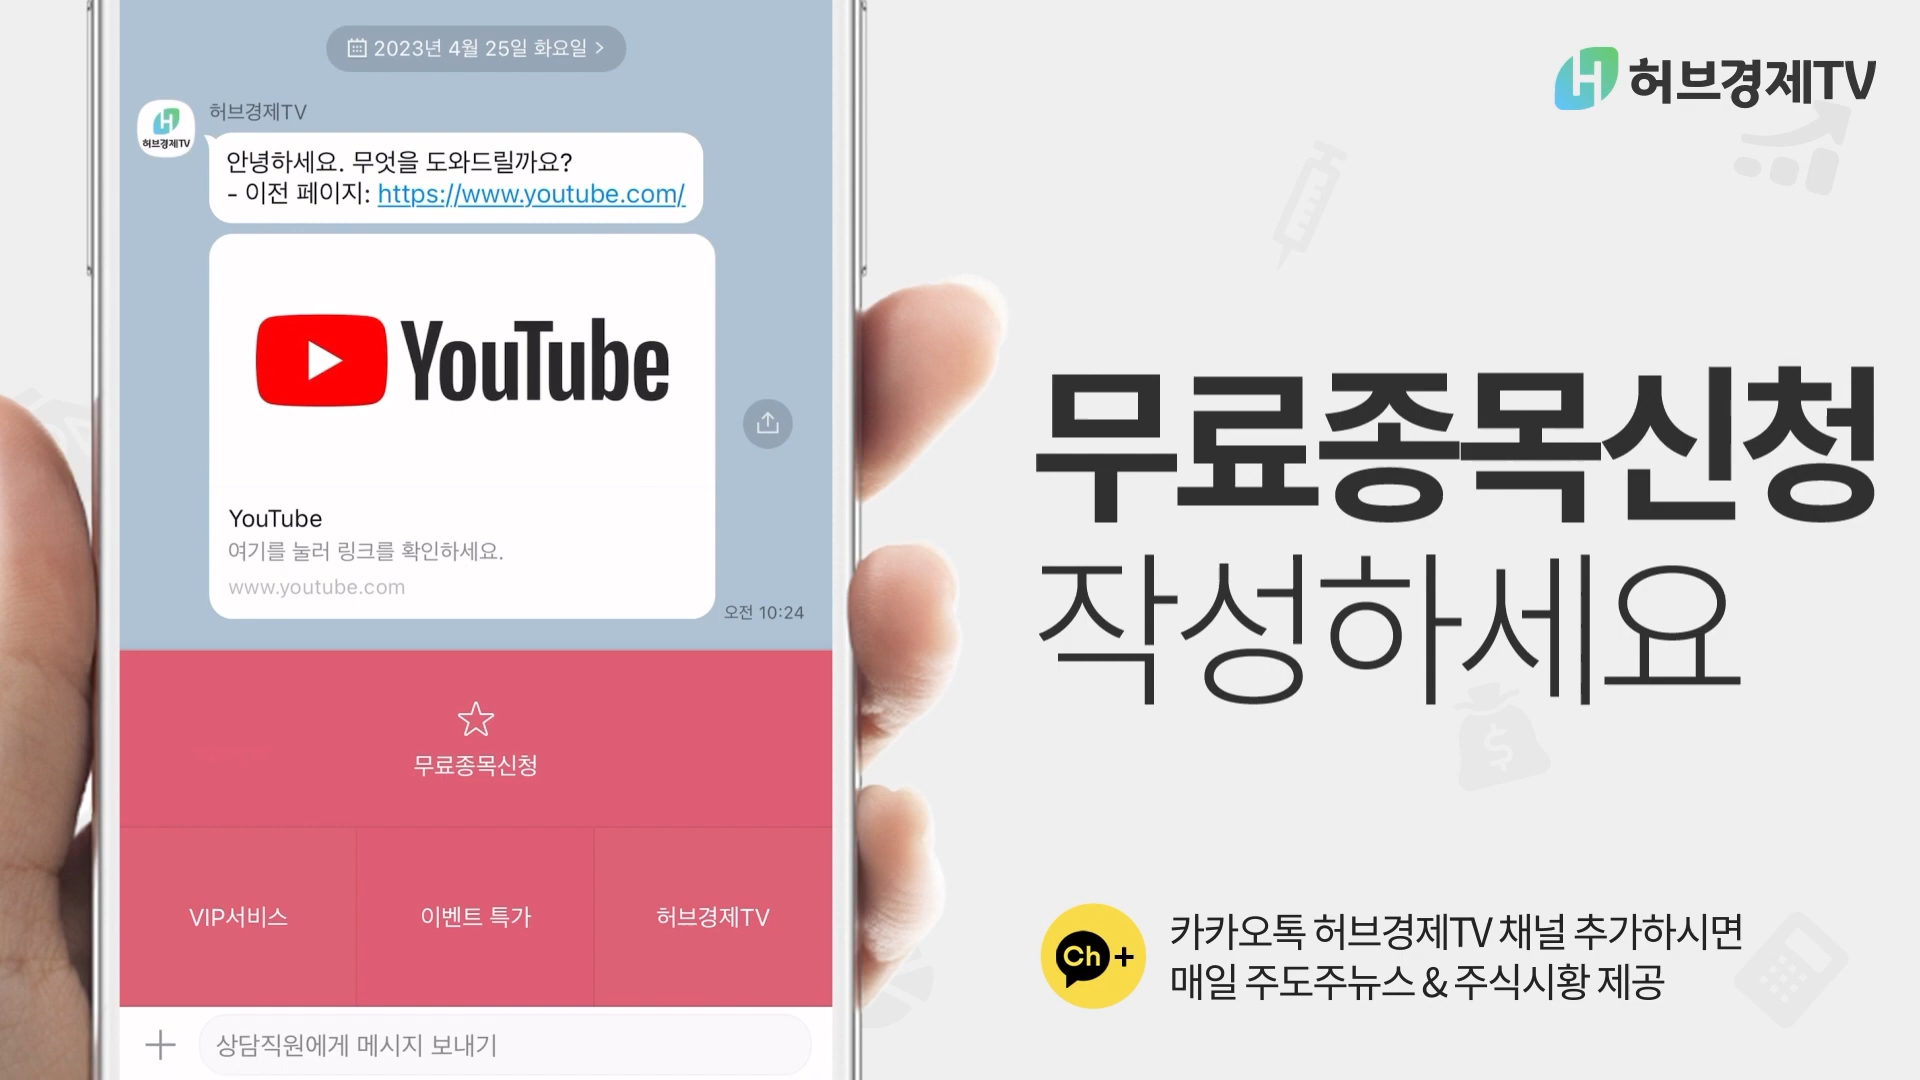 2023년 4월 25일 화요일 >
허브경제TV
허브경제TV
안녕하세요. 무엇을 도와드릴까요?
- 이전 페이지: https://www.youtube.com/
YouTube
YouTube
여기를 눌러 링크를 확인하세요.
www.youtube.com
오전 10:24
무료종목신청
VIP서비스
이벤트 특가
허브경제TV
상담직원에게 메시지 보내기
허브경제TV
무료종목신청
작성하세요
Ch+
카카오톡 허브경제TV 채널 추가하시면
매일 주도주뉴스 & 주식시황 제공